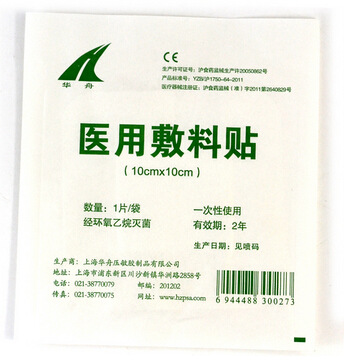 华舟
CE
生产许可证号：沪食药监械生产许20050862号
产品标准号：YZB/沪1750-64-2011
医疗器械注册证：沪食药监械（准）字2011第2640829号
医用敷料贴
（10cmx10cm）
数量：1片/袋
一次性使用
经环氧乙烷灭菌
有效期：2年
生产日期：见喷码
生产商：上海华舟压敏胶制品有限公司
地址：上海市浦东新区川沙新镇华洲路2858号
电话：021-38770079
邮编：201202
传真：021-38770075
网址：www.hzpsa.com
6 944488 300273